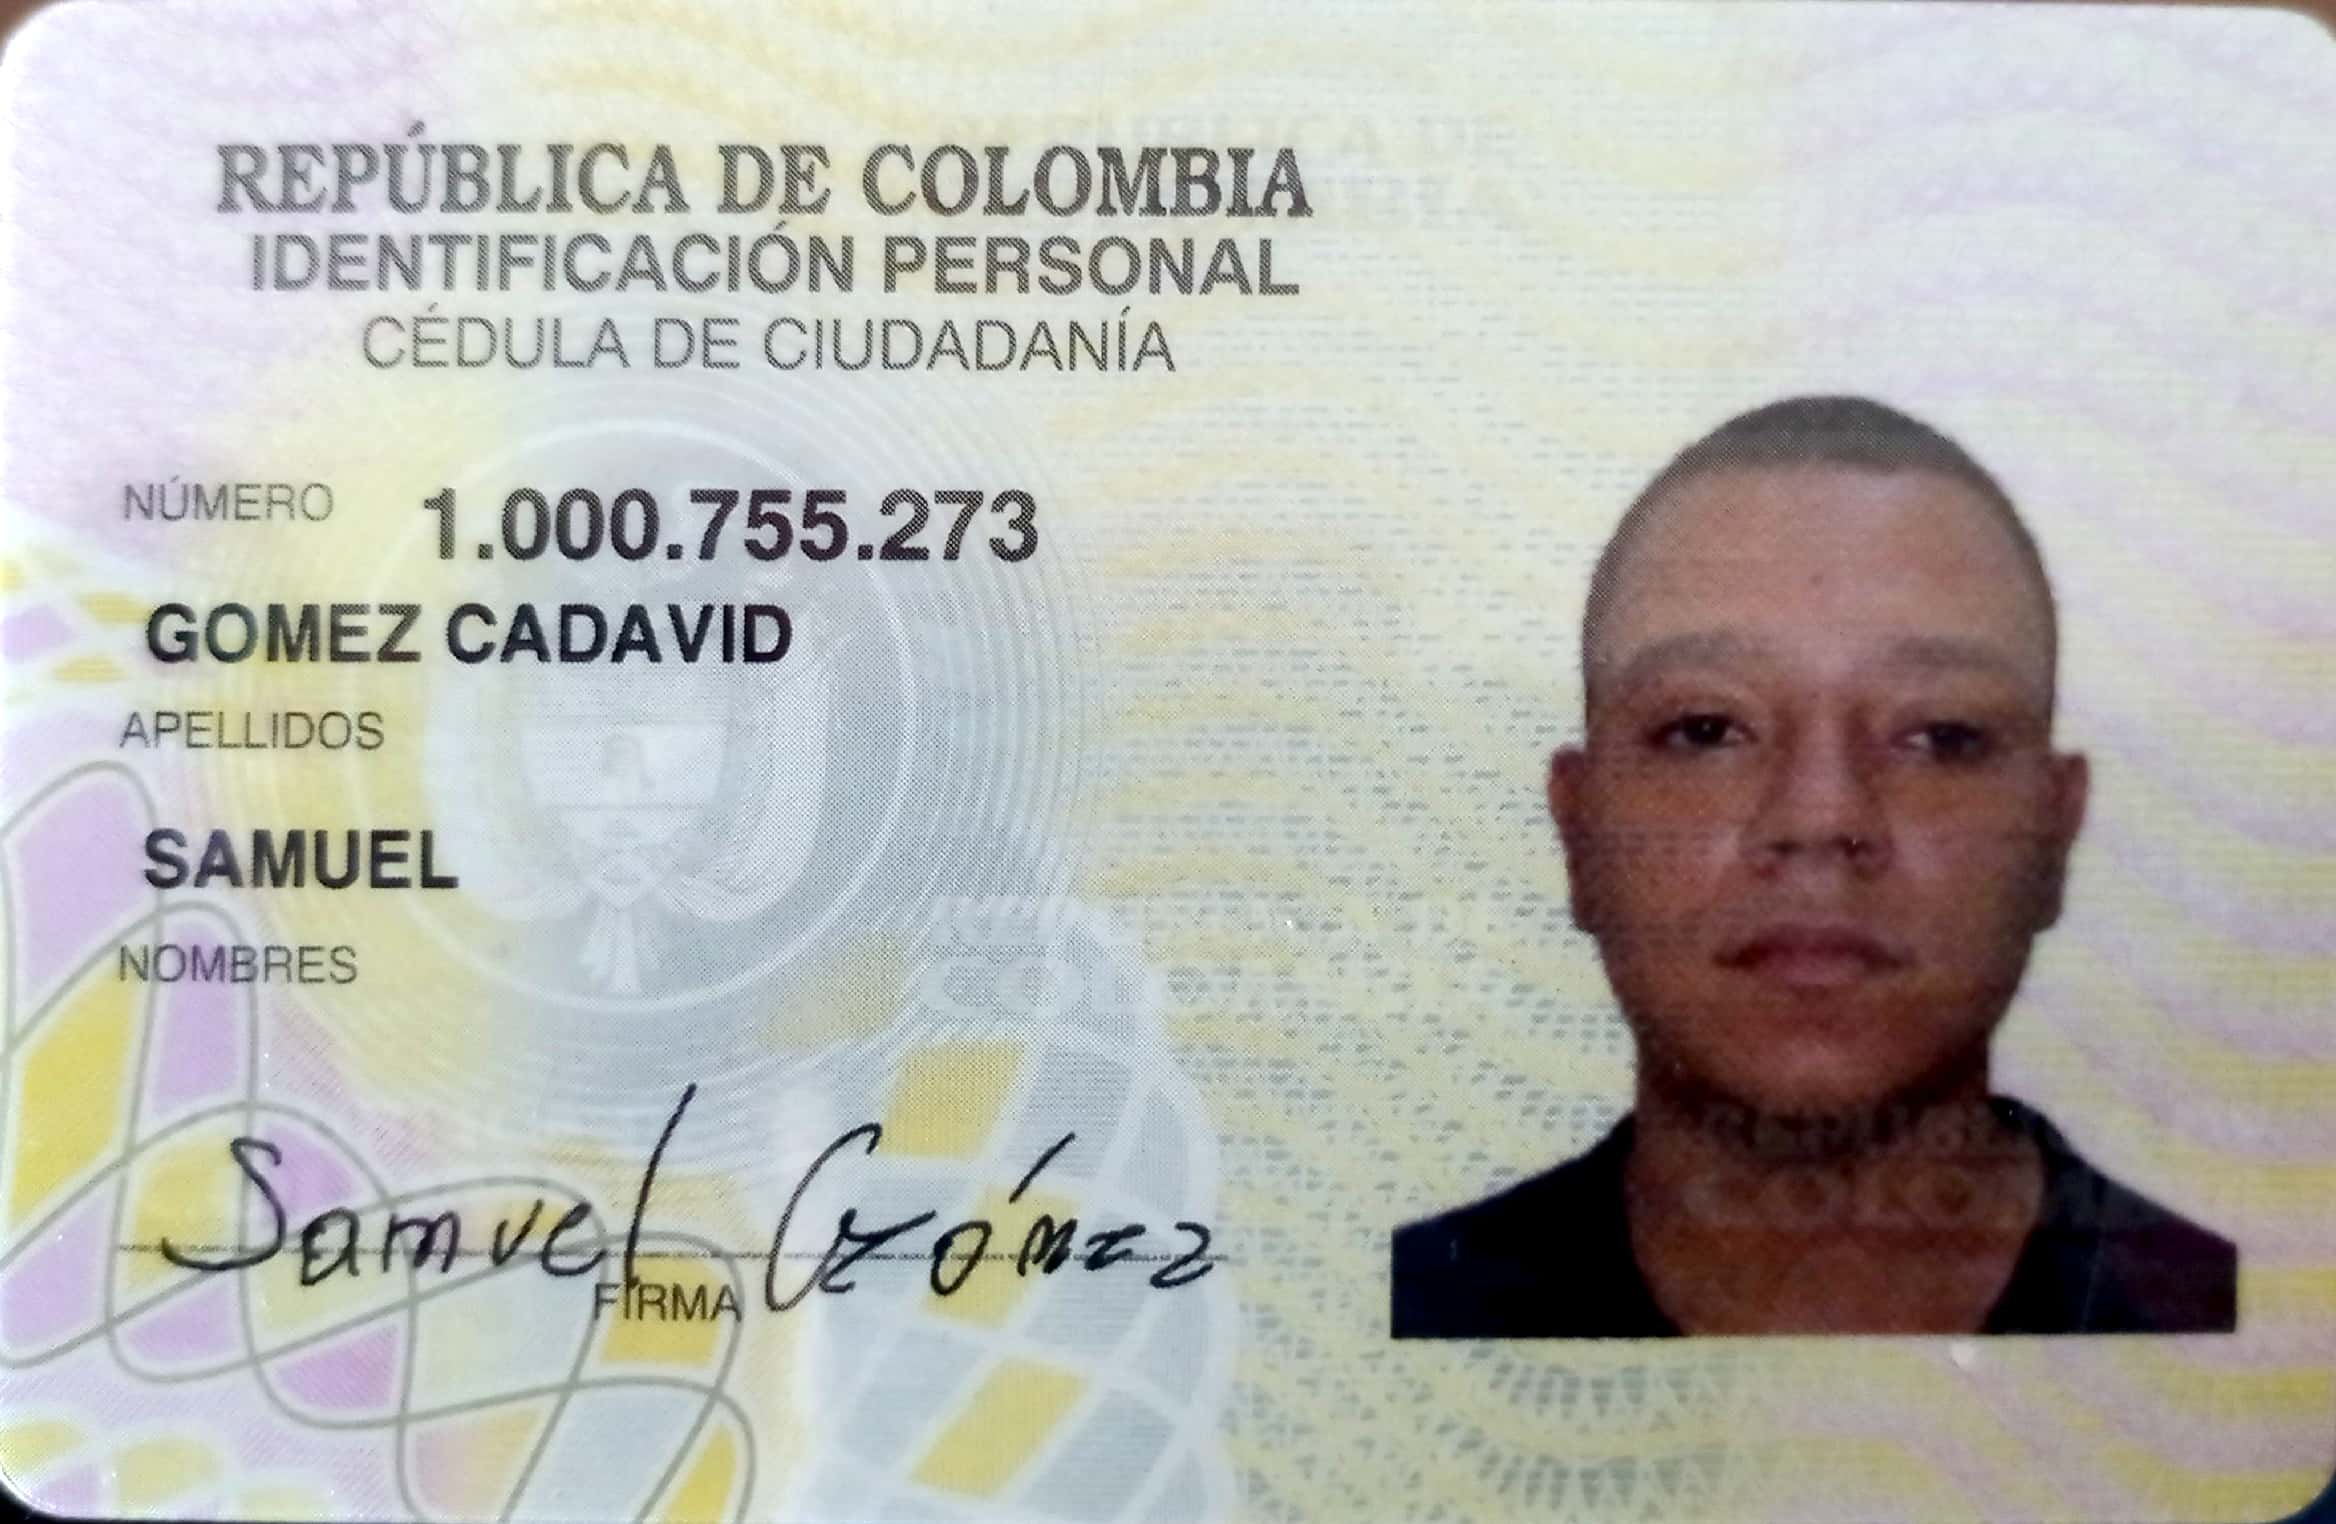 REPÚBLICA DE COLOMBIA
IDENTIFICACIÓN PERSONAL
CÉDULA DE CIUDADANÍA
NÚMERO 1.000.755.273
GOMEZ CADAVID
APELLIDOS
SAMUEL
NOMBRES
Samuel Gómez
FIRMA